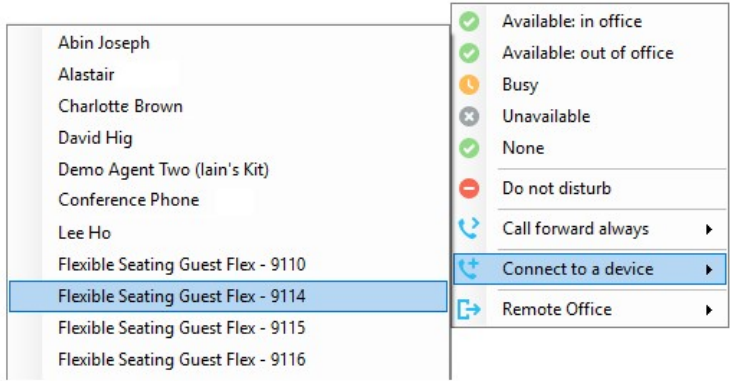 Abin Joseph
Alastair
Charlotte Brown
David Hig
Demo Agent Two (Iain's Kit)
Conference Phone
Lee Ho
Flexible Seating Guest Flex - 9110
Flexible Seating Guest Flex - 9114
Flexible Seating Guest Flex - 9115
Flexible Seating Guest Flex - 9116
Available: in office
Available: out of office
Busy
Unavailable
None
Do not disturb
Call forward always
Connect to a device
Remote Office